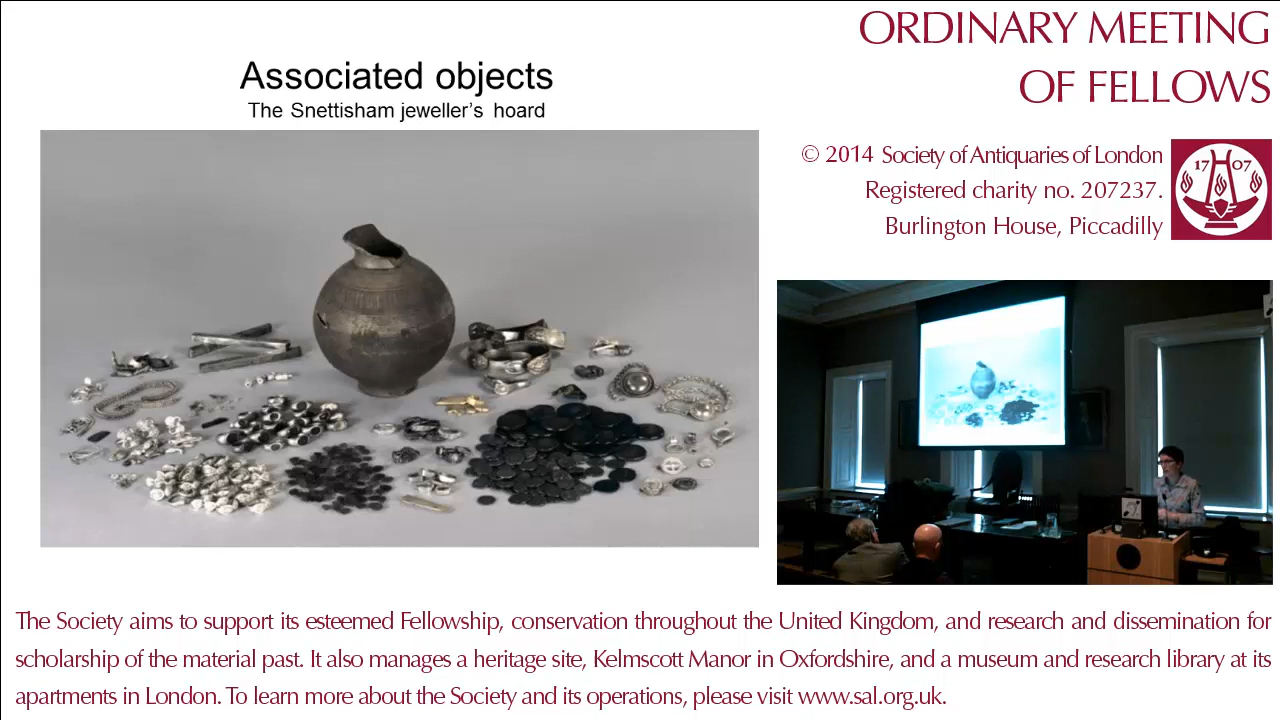 Associated objects
The Snettisham jeweller's hoard
ORDINARY MEETING
OF FELLOWS
© 2014 Society of Antiquaries of London
Registered charity no. 207237.
Burlington House, Piccadilly
17 07
The Society aims to support its esteemed Fellowship, conservation throughout the United Kingdom, and research and dissemination for
scholarship of the material past. It also manages a heritage site, Kelmscott Manor in Oxfordshire, and a museum and research library at its
apartments in London. To learn more about the Society and its operations, please visit www.sal.org.uk.